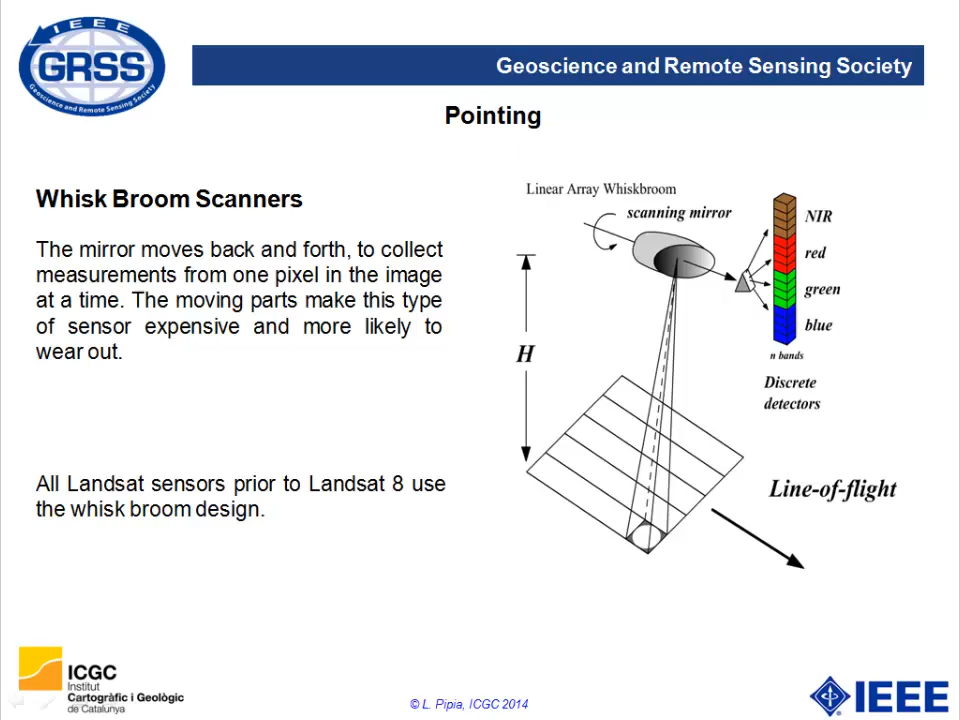 IEEE
GRSS
Geoscience and Remote Sensing Society
Geoscience and Remote Sensing Society
Pointing
Whisk Broom Scanners
The mirror moves back and forth, to collect
measurements from one pixel in the image
at a time. The moving parts make this type
of sensor expensive and more likely to
wear out.
All Landsat sensors prior to Landsat 8 use
the whisk broom design.
Linear Array Whiskbroom
scanning mirror
NIR
red
green
blue
n bands
Discrete
detectors
H
Line-of-flight
ICGC
Institut
Cartogràfic i Geològic
de Catalunya
© L. Pipia, ICGC 2014
IEEE